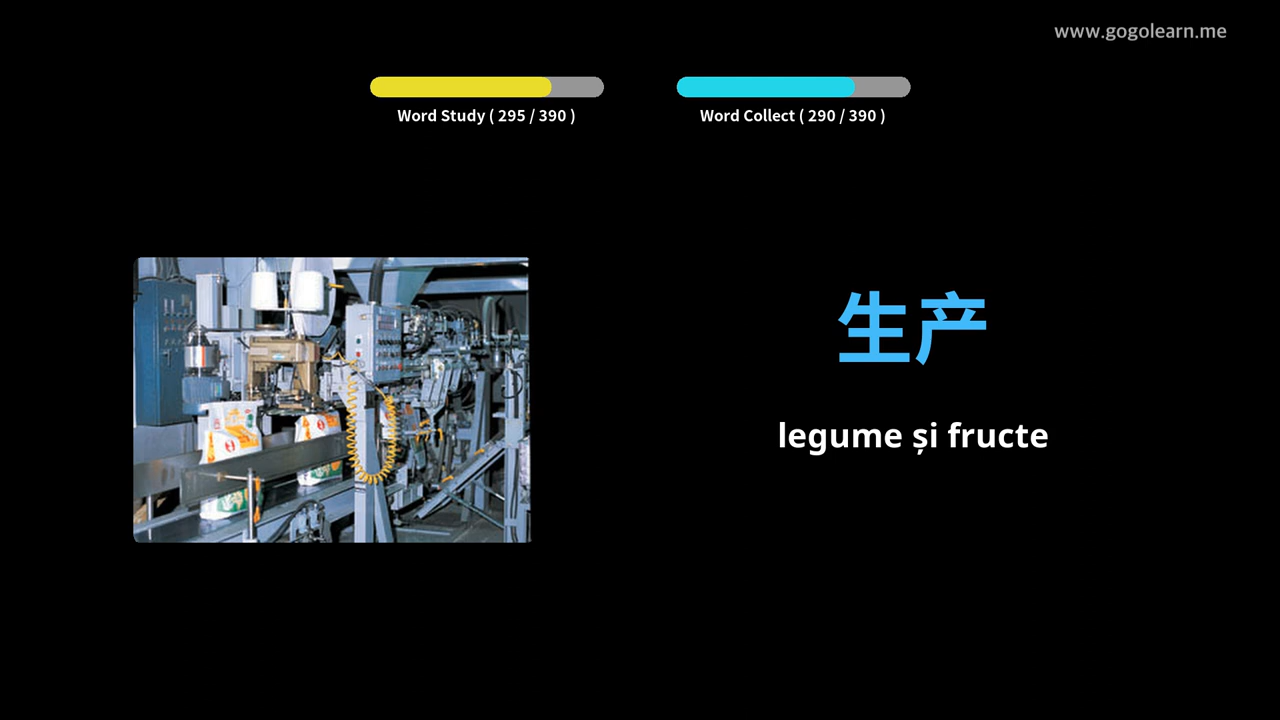 www.gogolearn.me
Word Study ( 295 / 390 )
Word Collect ( 290 / 390 )
生产
legume și fructe